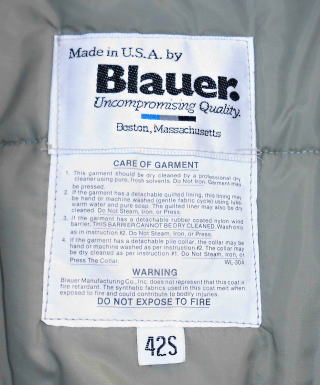 Made in U.S.A. by
Blauer.
Uncompromising Quality.
Boston, Massachusetts
CARE OF GARMENT
1. This garment should be dry cleaned by a professional dry
cleaner using pure, fresh solvents. Do Not Iron. Garment may
be pressed.
2. If the garment has a detachable quilted lining, this lining may
be hand or machine washed (gentle fabric cycle) using luke
warm water and pure soap. The quilted liner may also be dry
cleaned. Do Not Steam, Iron, or Press.
3. If the garment has a detachable rubber coated nylon wind
barrier, THIS BARRIER CANNOT BE DRY CLEANED. Wash only
as in instruction #2. Do Not Steam, Iron, or Press.
4. If the garment has a detachable pile collar, the collar may be
hand or machine washed as per instruction #2. The collar may
be dry cleaned as per instruction #1. Do Not Steam, Iron, or
Press The Collar. WL-30A
WARNING
Blauer Manufacturing Co., Inc. does not represent that this coat is
fire retardant. The synthetic fabrics used in this coat melt when
exposed to fire and could contribute to bodily injuries.
DO NOT EXPOSE TO FIRE
42S